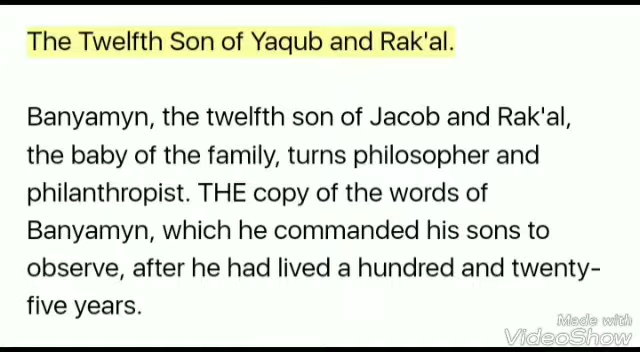 The Twelfth Son of Yaqub and Rak'al.
Banyamyn, the twelfth son of Jacob and Rak'al,
the baby of the family, turns philosopher and
philanthropist. THE copy of the words of
Banyamyn, which he commanded his sons to
observe, after he had lived a hundred and twenty-
five years.
Made with
VideoShow